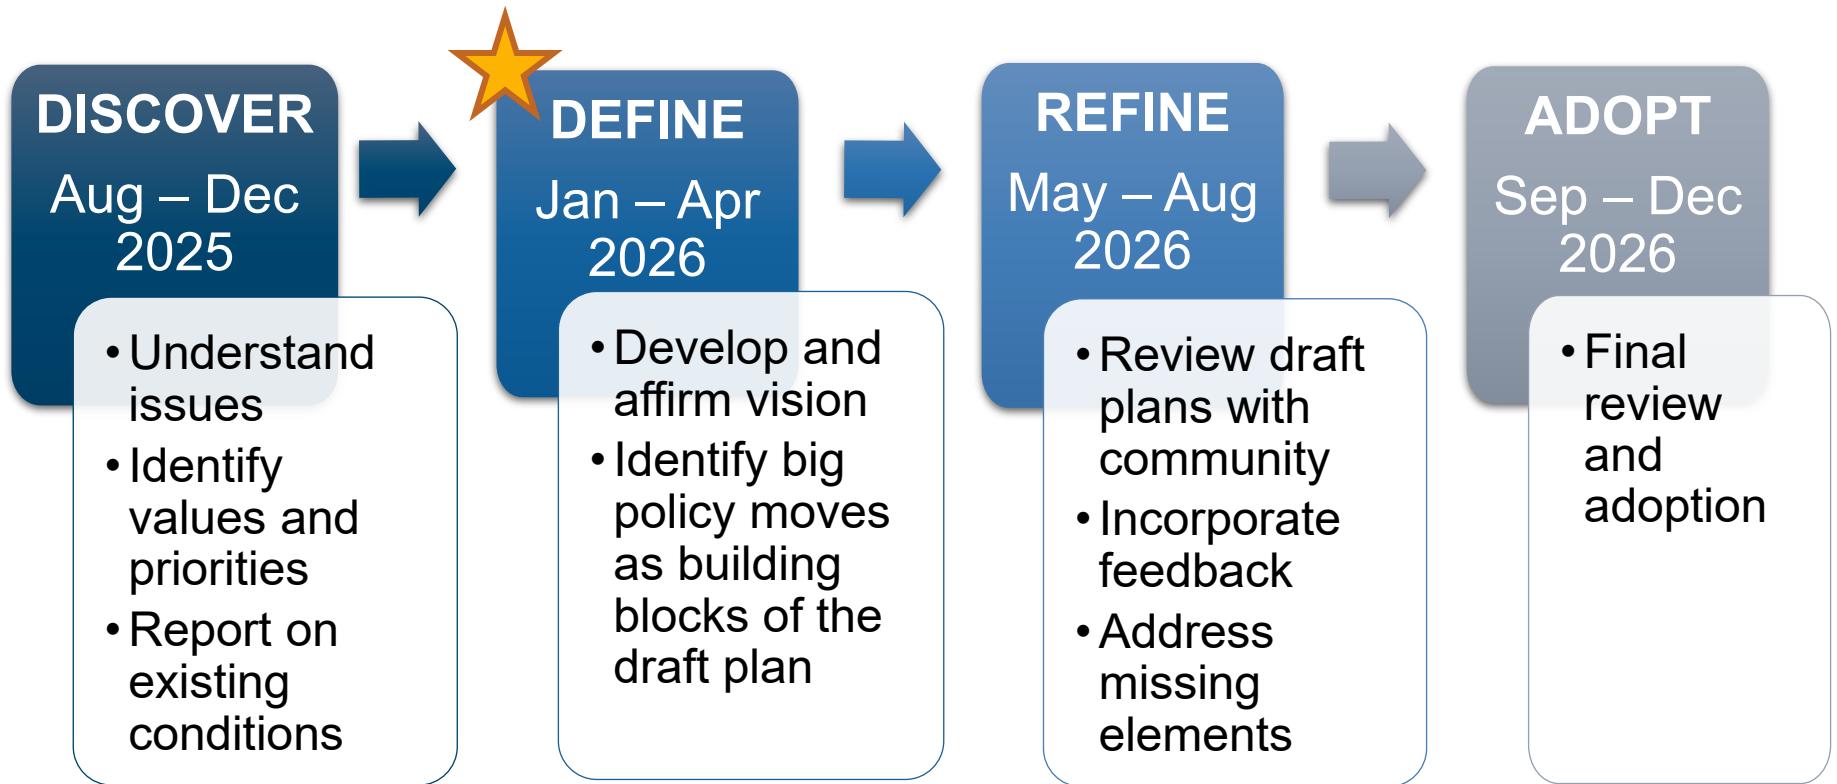 DISCOVER
Aug – Dec
2025
• Understand
issues
• Identify
values and
priorities
• Report on
existing
conditions
DEFINE
Jan – Apr
2026
• Develop and
affirm vision
• Identify big
policy moves
as building
blocks of the
draft plan
REFINE
May – Aug
2026
• Review draft
plans with
community
• Incorporate
feedback
• Address
missing
elements
ADOPT
Sep – Dec
2026
• Final
review
and
adoption